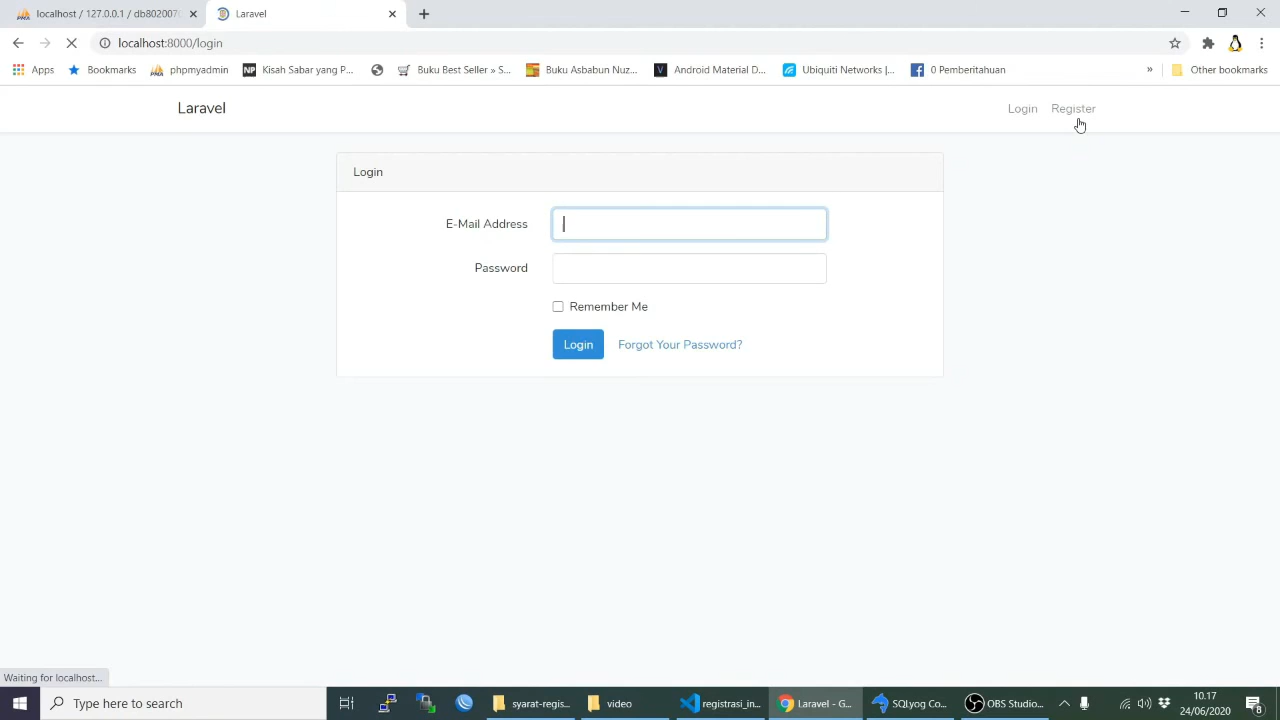 localhost / 127.0.0.1 / db802007
Laravel
localhost:8000/login
Apps
Bookmarks
phpmyadmin
NP
Kisah Sabar yang P...
Buku Best Seller » S...
Buku Asbabun Nuz...
V
Android Material D...
Ubiquiti Networks |...
0 Pemberitahuan
»
Other bookmarks
Laravel
Login
Register
Login
E-Mail Address
Password
Remember Me
Login
Forgot Your Password?
Waiting for localhost...
Type here to search
syarat-regis...
video
registrasi_in...
Laravel - G...
SQLyog Co...
OBS Studio...
10.17
24/06/2020
8